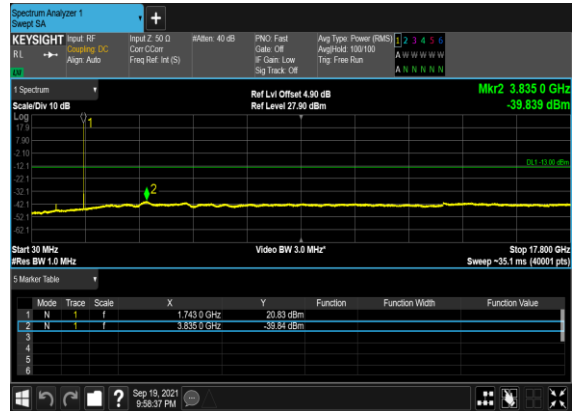 Spectrum Analyzer 1
Swept SA
+
KEYSIGHT Input: RF Input Z: 50 Ω #Atten: 40 dB PNO: Fast Avg Type: Power (RMS) 1 2 3 4 5 6
RL Coupling: DC Corr CCorr Gate: Off Avg|Hold: 100/100 A W W W W W
Align: Auto Freq Ref: Int (S) IF Gain: Low Trig: Free Run
Sig Track: Off A N N N N N
1 Spectrum
Ref Lvl Offset 4.90 dB Mkr2 3.835 0 GHz
Scale/Div 10 dB Ref Level 27.90 dBm -39.839 dBm
Log
17.9
1
7.90
-2.10
-12.1
DL1 -13.00 dBm
-22.1
-32.1
2
-42.1
-52.1
-62.1
Start 30 MHz Video BW 3.0 MHz* Stop 17.800 GHz
#Res BW 1.0 MHz Sweep ~35.1 ms (40001 pts)
5 Marker Table
Mode Trace Scale X Y Function Function Width Function Value
1 N 1 f 1.743 0 GHz 20.83 dBm
2 N 1 f 3.835 0 GHz -39.84 dBm
3
4
5
6
? Sep 19, 2021
9:58:37 PM